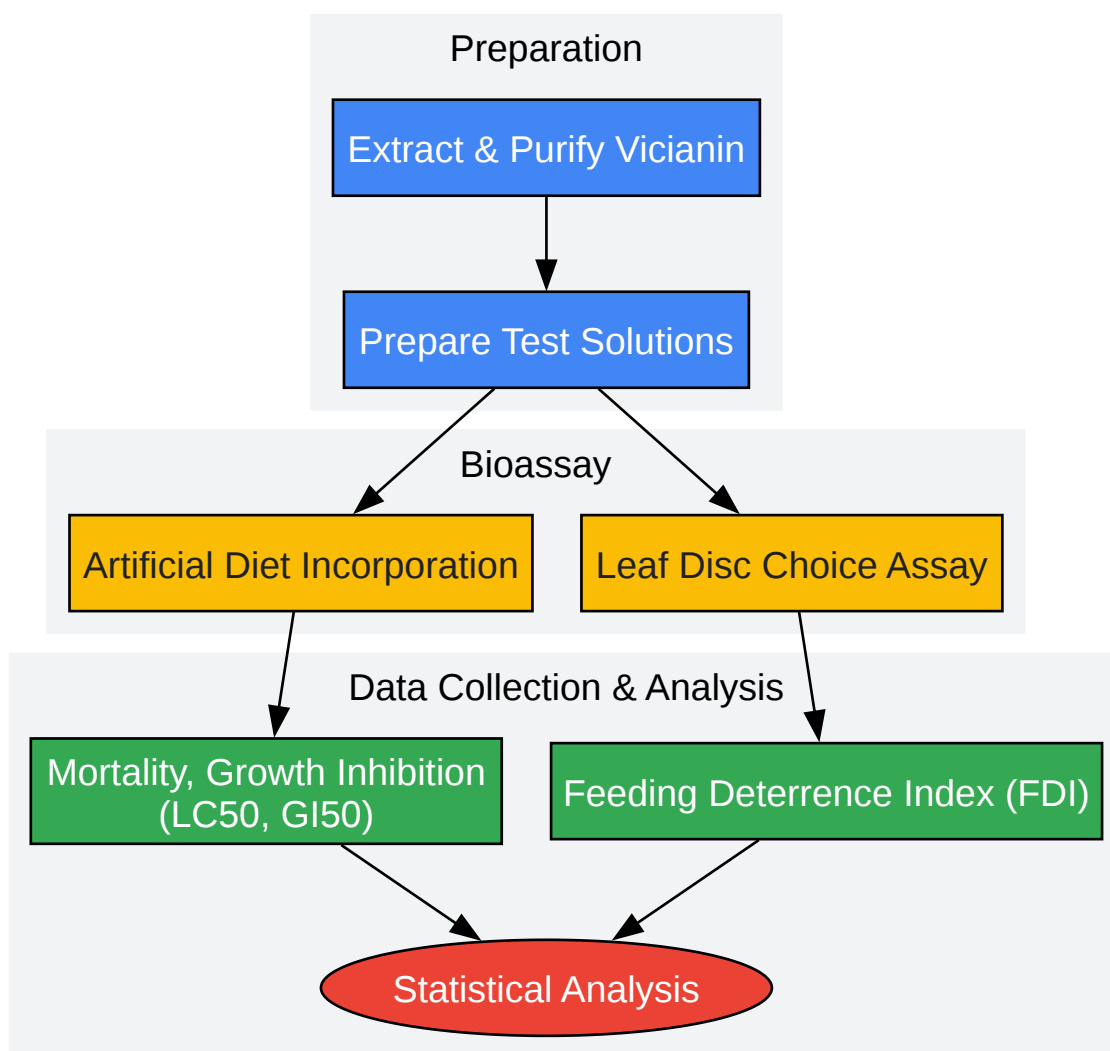 Preparation
Extract & Purify Vicianin
Prepare Test Solutions
Bioassay
Artificial Diet Incorporation
Leaf Disc Choice Assay
Data Collection & Analysis
Mortality, Growth Inhibition
(LC50, GI50)
Feeding Deterrence Index (FDI)
Statistical Analysis